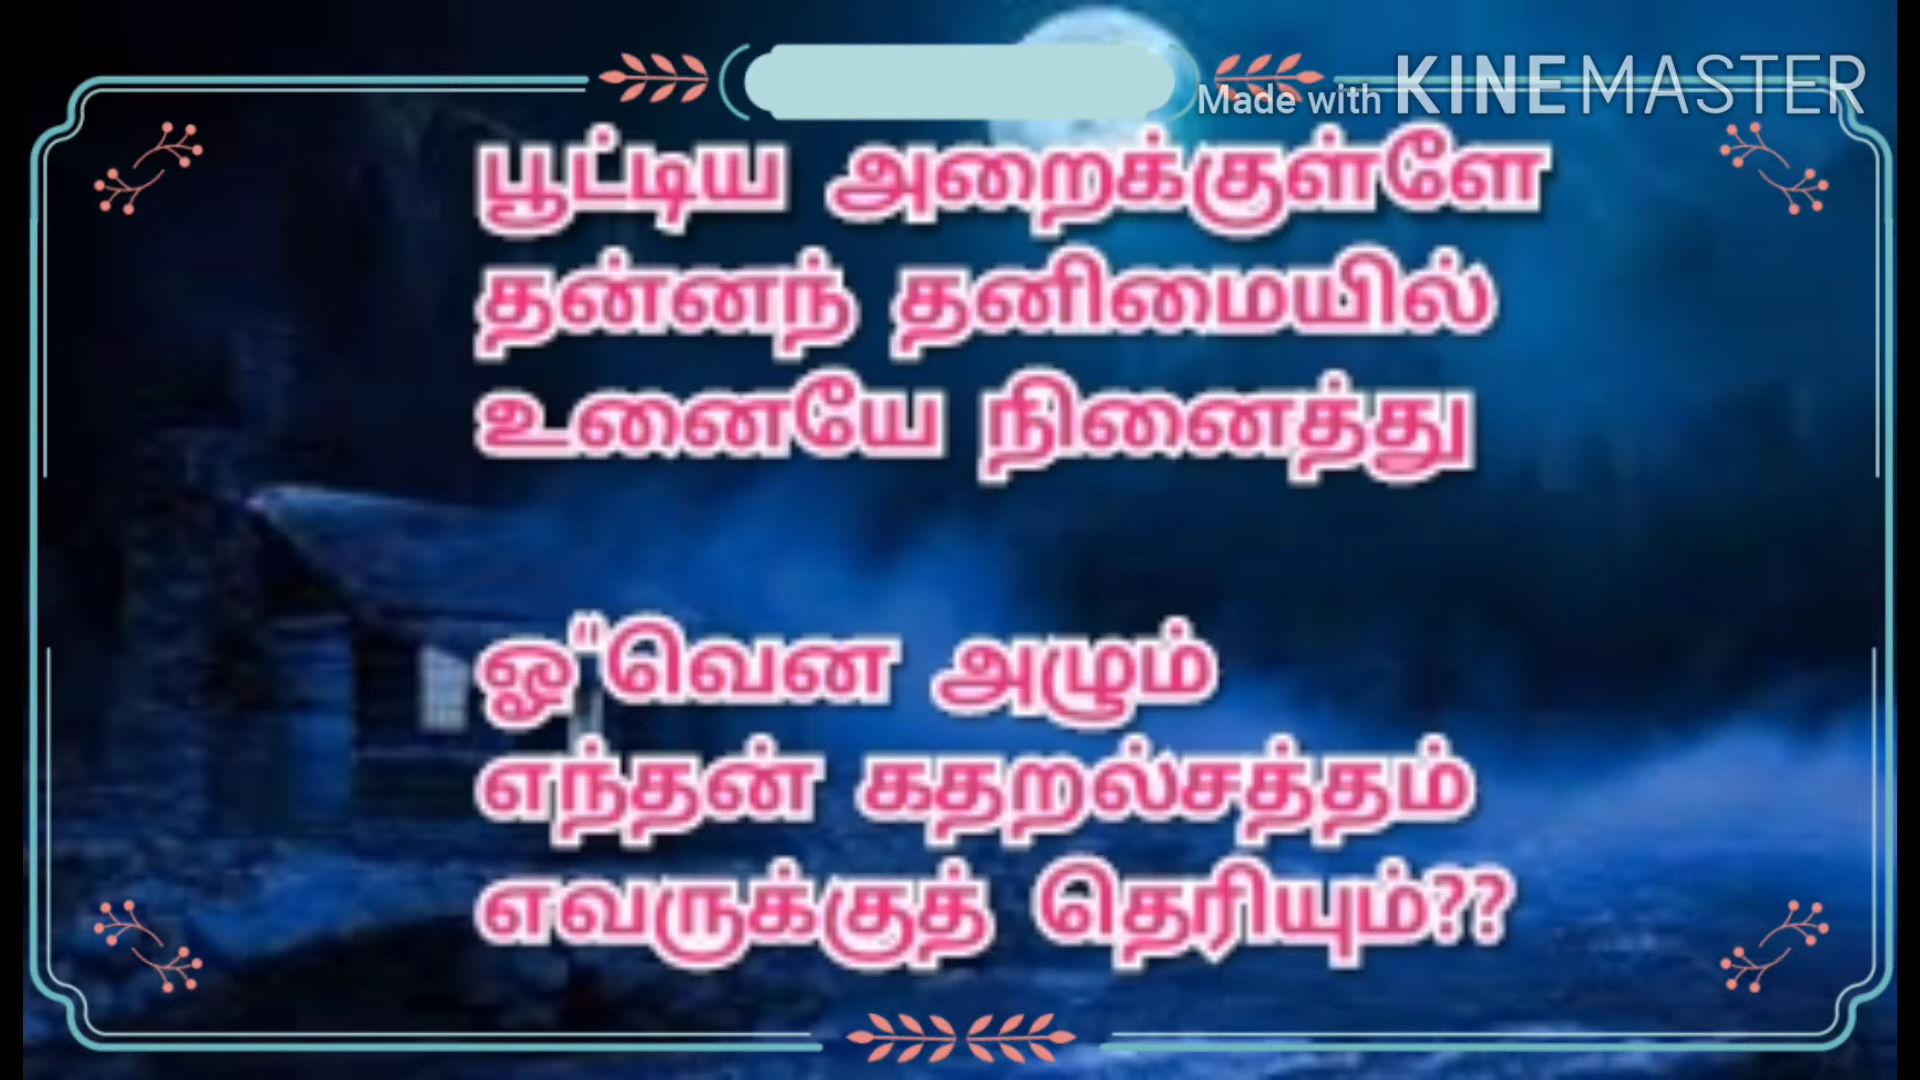 Made with KINEMASTER
பூட்டிய அறைக்குள்ளே
தன்னந் தனிமையில்
உனையே நினைத்து
ஓ"வென அழும்
எந்தன் கதறல்சத்தம்
எவருக்குத் தெரியும்??